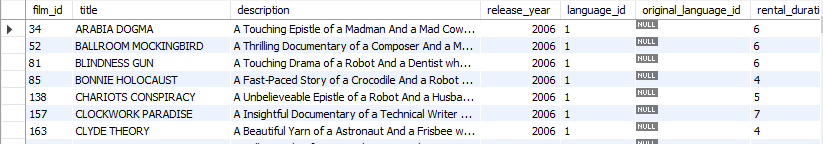 film_id title description release_year language_id original_language_id rental_durati
34 ARABIA DOGMA A Touching Epistle of a Madman And a Mad Cow... 2006 1 NULL 6
52 BALLROOM MOCKINGBIRD A Thrilling Documentary of a Composer And a M... 2006 1 NULL 6
81 BLINDNESS GUN A Touching Drama of a Robot And a Dentist wh... 2006 1 NULL 6
85 BONNIE HOLOCAUST A Fast-Paced Story of a Crocodile And a Robot ... 2006 1 NULL 4
138 CHARIOTS CONSPIRACY A Unbelieveable Epistle of a Robot And a Husba... 2006 1 NULL 5
157 CLOCKWORK PARADISE A Insightful Documentary of a Technical Writer ... 2006 1 NULL 7
163 CLYDE THEORY A Beautiful Yarn of a Astronaut And a Frisbee w... 2006 1 NULL 4